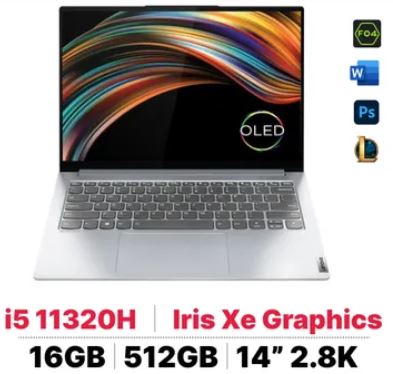 FO4
W
Ps
L
OLED
i5 11320H | Iris Xe Graphics
16GB | 512GB | 14” 2.8K